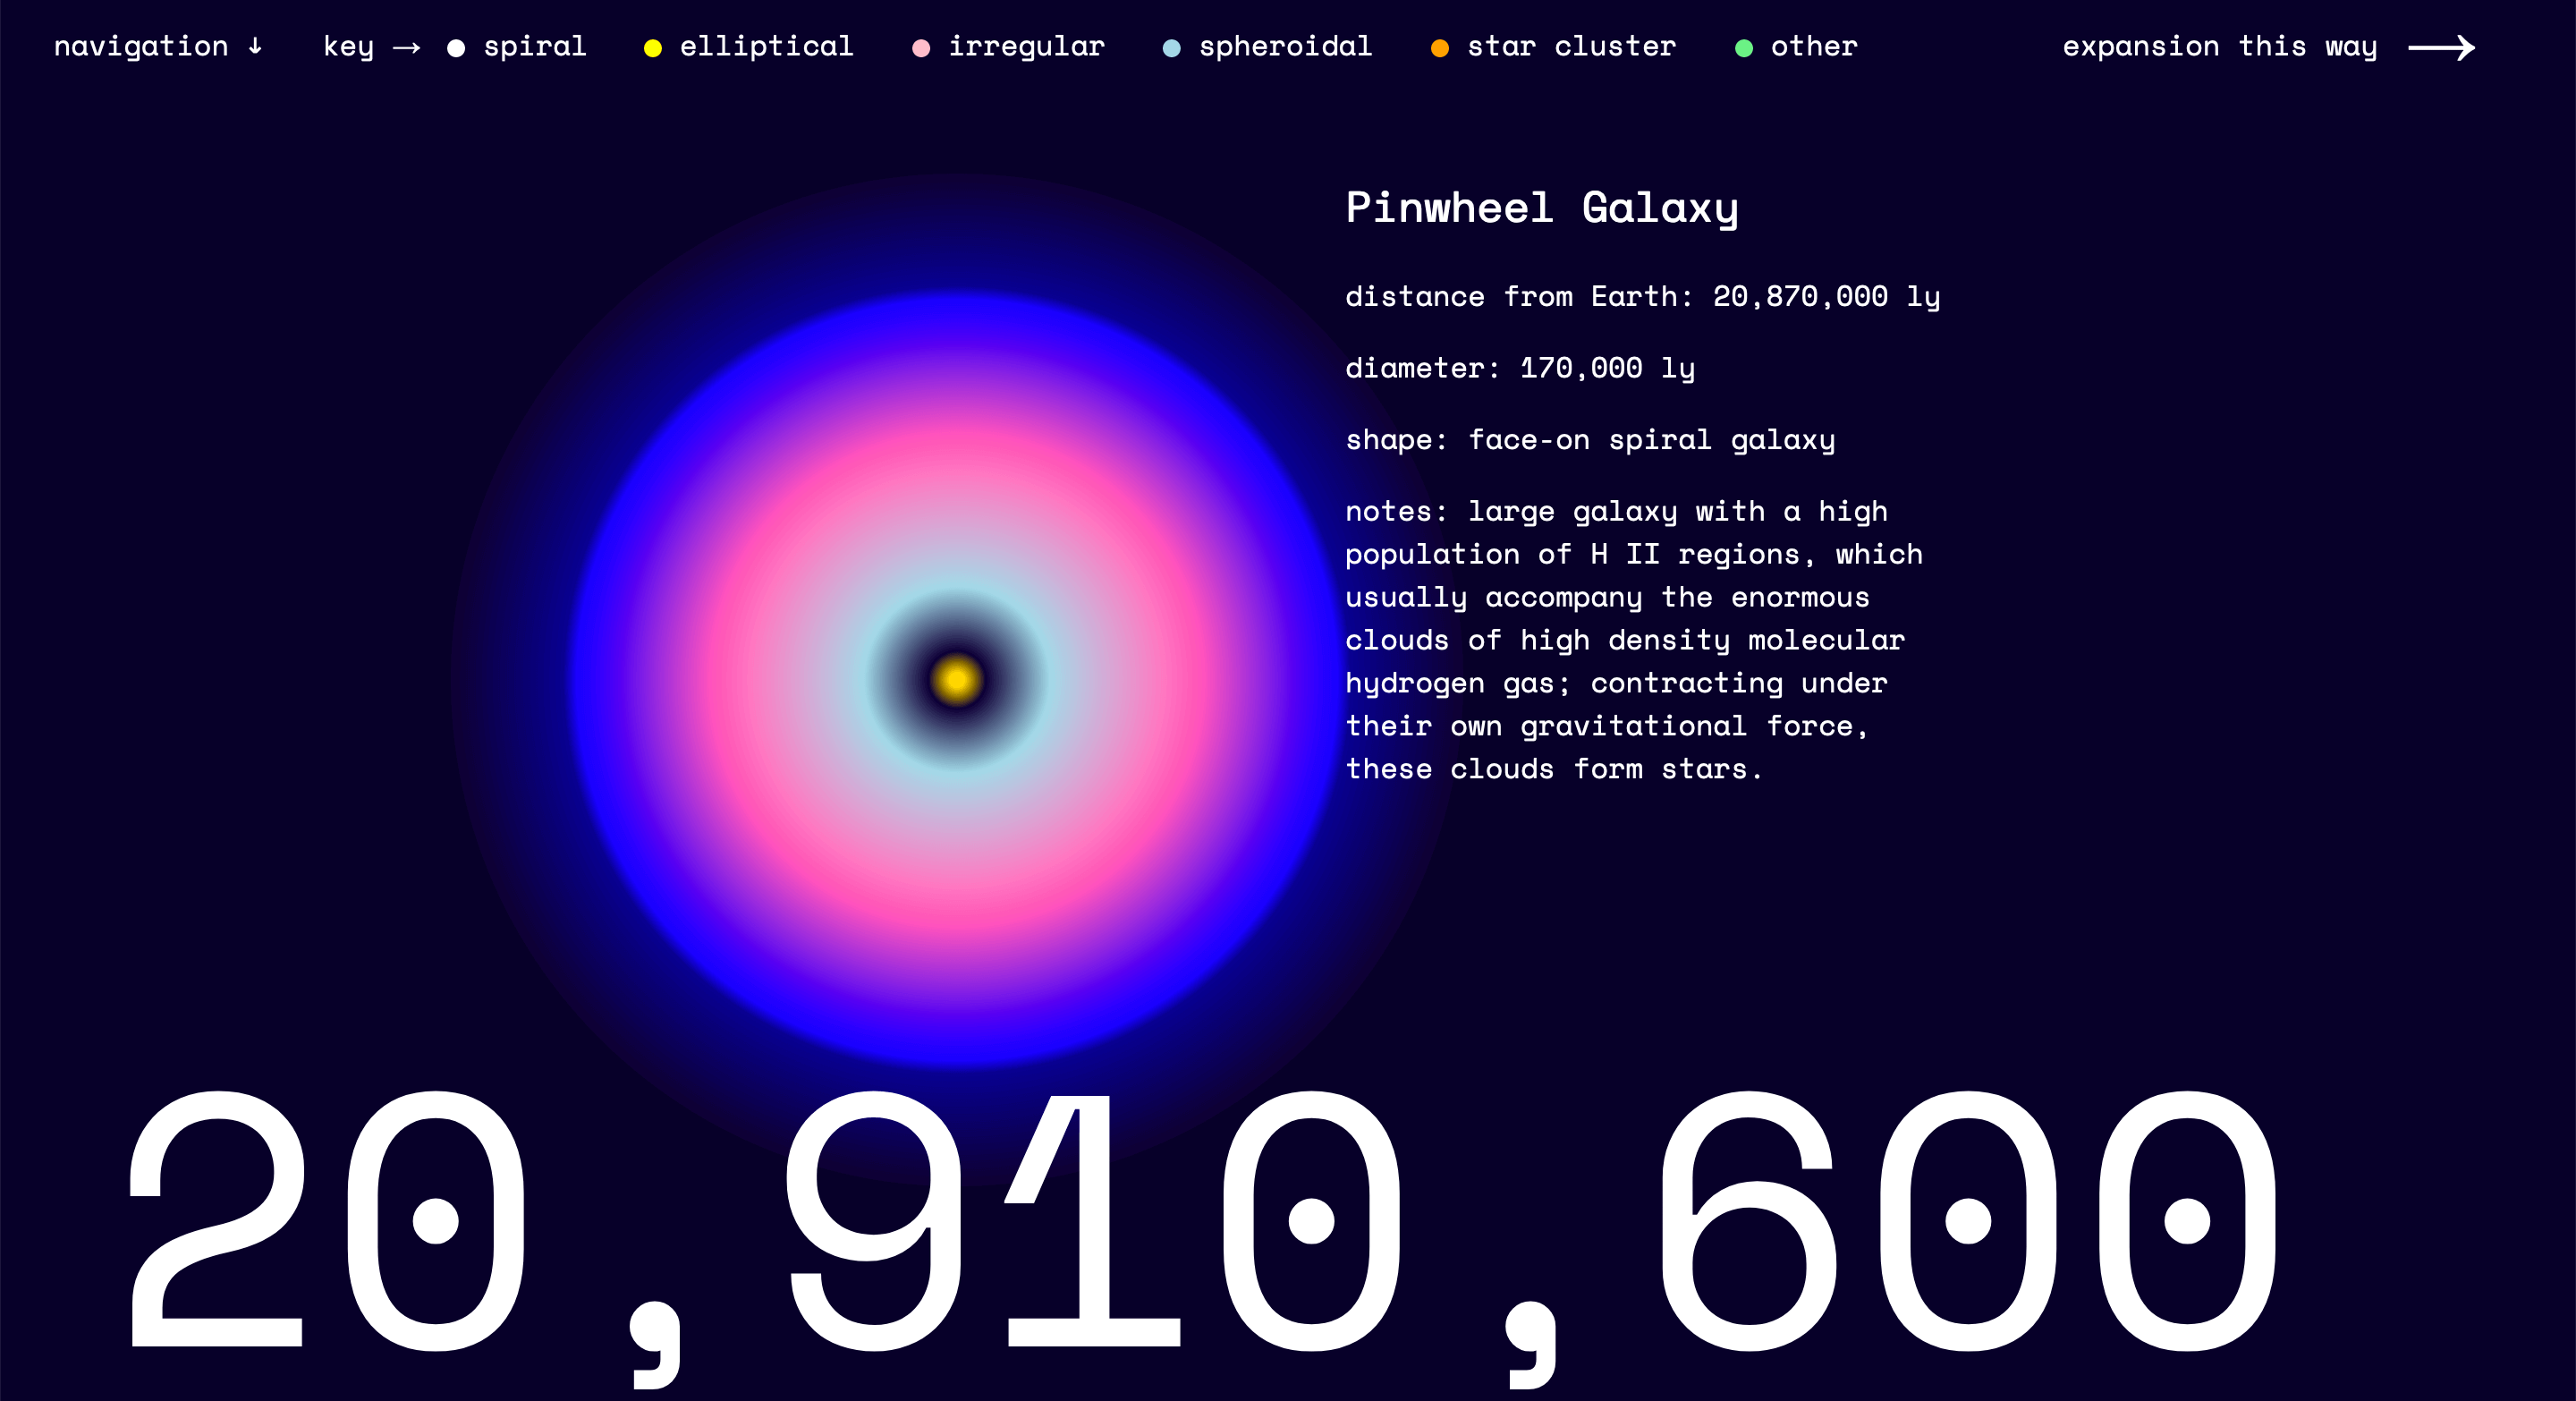 navigation ↓ key → spiral elliptical irregular spheroidal star cluster other expansion this way →
Pinwheel Galaxy
distance from Earth: 20,870,000 ly
diameter: 170,000 ly
shape: face-on spiral galaxy
notes: large galaxy with a high
population of H II regions, which
usually accompany the enormous
clouds of high density molecular
hydrogen gas; contracting under
their own gravitational force,
these clouds form stars.
20,910,600